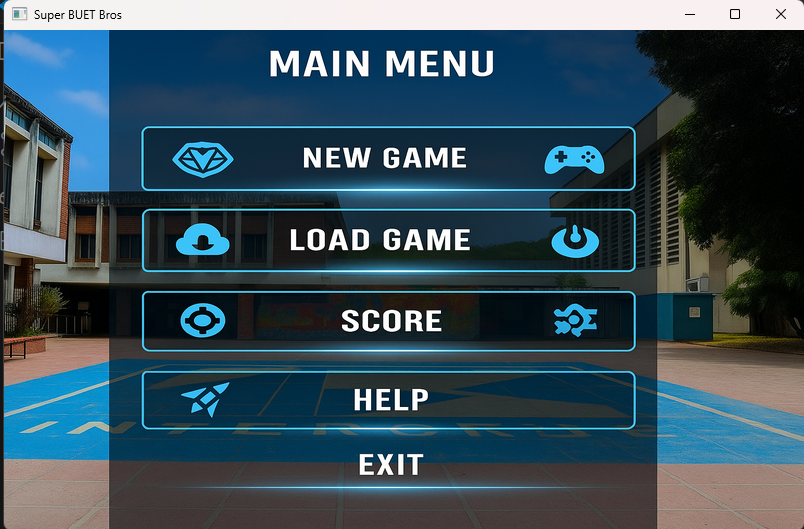 Super BUET Bros
MAIN MENU
NEW GAME
LOAD GAME
SCORE
HELP
EXIT